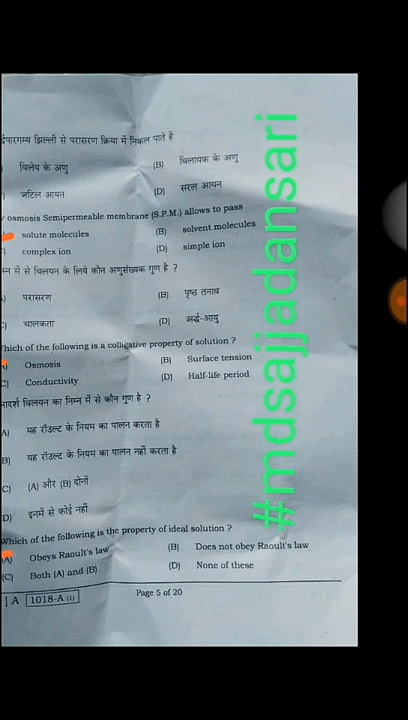 र्द्धपारगम्य झिल्ली से परासरण क्रिया में निकल पाते हैं
विलेय के अणु (B) विलायक के अणु
जटिल आयन (D) सरल आयन
y osmosis Semipermeable membrane (S.P.M.) allows to pass
solute molecules (B) solvent molecules
complex ion (D) simple ion
म्न में से विलयन के लिये कौन अणुसंख्यक गुण है ?
परासरण (B) पृष्ठ तनाव
चालकता (D) अर्द्ध-आयु
hich of the following is a colligative property of solution ?
Osmosis (B) Surface tension
C) Conductivity (D) Half-life period
आदर्श विलयन का निम्न में से कौन गुण है ?
A) यह रॉउल्ट के नियम का पालन करता है
B) यह रॉउल्ट के नियम का पालन नहीं करता है
C) (A) और (B) दोनों
D) इनमें से कोई नहीं
Which of the following is the property of ideal solution ?
(A) Obeys Raoult's law (B) Does not obey Raoult's law
(C) Both (A) and (B) (D) None of these
] A 1018-A (1) Page 5 of 20
#mdsajjadansari